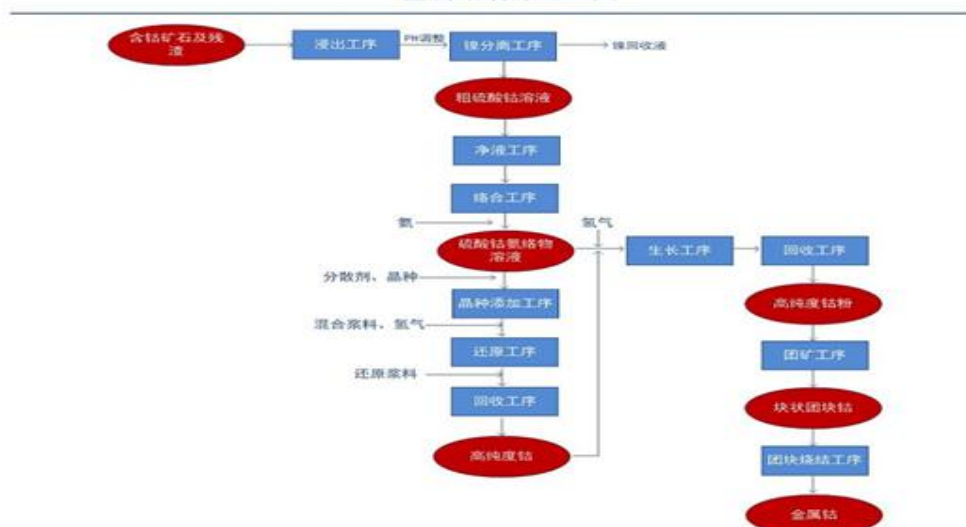 含钴矿石及残
渣
浸出工序
PH调整
镍分离工序
镍回收液
粗硫酸钴溶液
净液工序
络合工序
氨
氢气
硫酸钴氨络物
溶液
生长工序
回收工序
分散剂、晶种
晶种添加工序
高纯度钴粉
混合浆料、氢气
还原工序
团矿工序
还原浆料
回收工序
块状团块钴
高纯度钴
团块烧结工序
金属钴